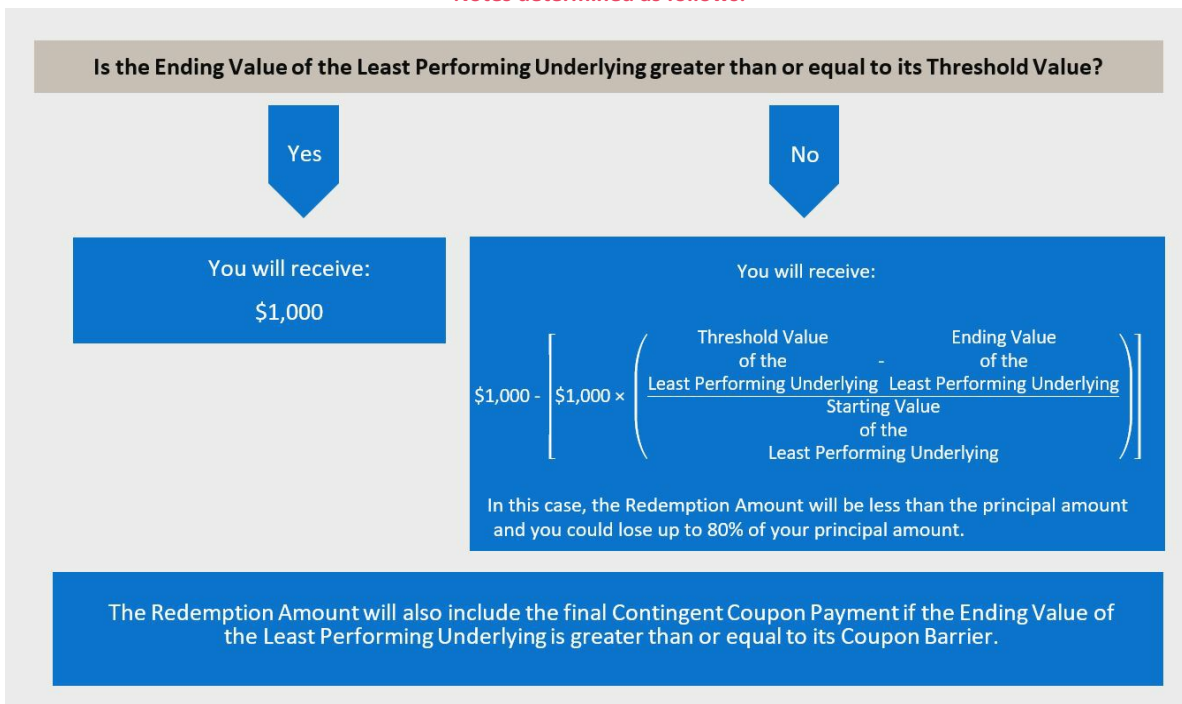 Notes determined as follows:
Is the Ending Value of the Least Performing Underlying greater than or equal to its Threshold Value?
Yes
No
You will receive:
$1,000
You will receive:
Threshold Value Ending Value
of the - of the
Least Performing Underlying Least Performing Underlying
$1,000 - [$1,000 × ( )]
Starting Value
of the
Least Performing Underlying
In this case, the Redemption Amount will be less than the principal amount
and you could lose up to 80% of your principal amount.
The Redemption Amount will also include the final Contingent Coupon Payment if the Ending Value of
the Least Performing Underlying is greater than or equal to its Coupon Barrier.